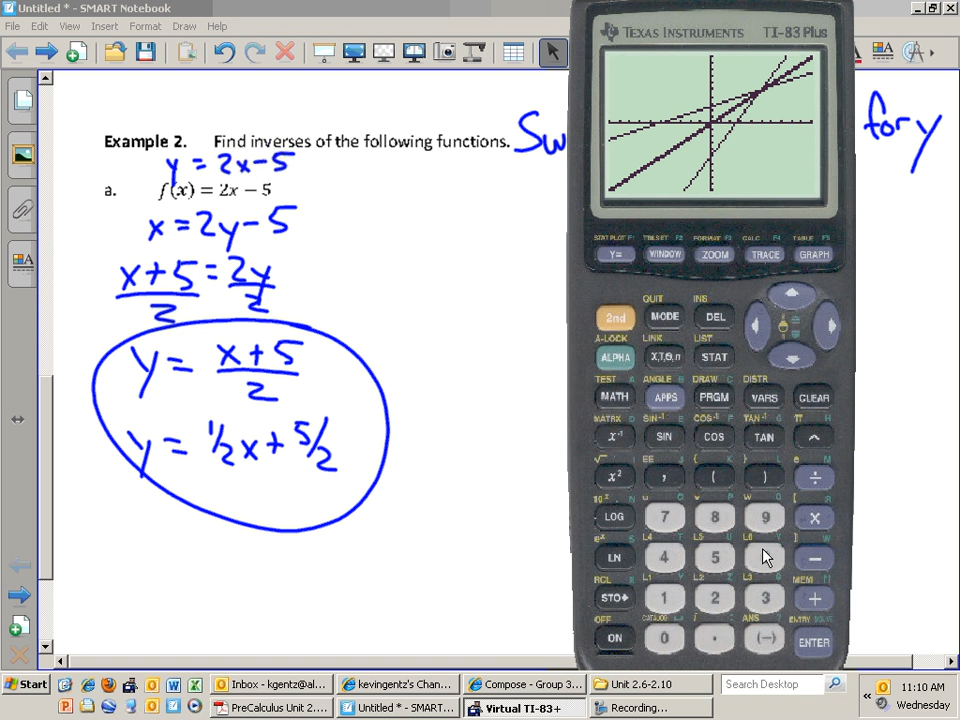 Untitled * - SMART Notebook
File Edit View Insert Format Draw Help
Example 2. Find inverses of the following functions. Sw for y
y = 2x - 5
a. f(x) = 2x - 5
x = 2y - 5
x + 5 = 2y
2 2
y = x + 5
2
y = 1/2 x + 5/2
TEXAS INSTRUMENTS TI-83 Plus
STAT PLOT F1 TBLSET F2 FORMAT F3 CALC F4 TABLE F5
Y= WINDOW ZOOM TRACE GRAPH
QUIT INS
2nd MODE DEL
A-LOCK LINK LIST
ALPHA X,T,Θ,n STAT
TEST A ANGLE B DRAW C DISTR
MATH APPS PRGM VARS CLEAR
MATRX D SIN⁻¹ E COS⁻¹ F TAN⁻¹ G π H
x⁻¹ SIN COS TAN ^
√ I EE J { K } L e M
x² , ( ) ÷
10ˣ N u O v P w Q [ R
LOG 7 8 9 ×
eˣ S L4 T L5 U L6 V ] W
LN 4 5 −
RCL X L1 Y L2 Z L3 θ MEM "
STO▸ 1 2 3 +
OFF CATALOG i ANS ? ENTRY SOLVE
ON 0 . (−) ENTER
Start Inbox - kgentz@al... kevingentz's Chan... Compose - Group 3... Unit 2.6-2.10 Search Desktop 11:10 AM
PreCalculus Unit 2.... Untitled * - SMART... Virtual TI-83+ Recording... Wednesday